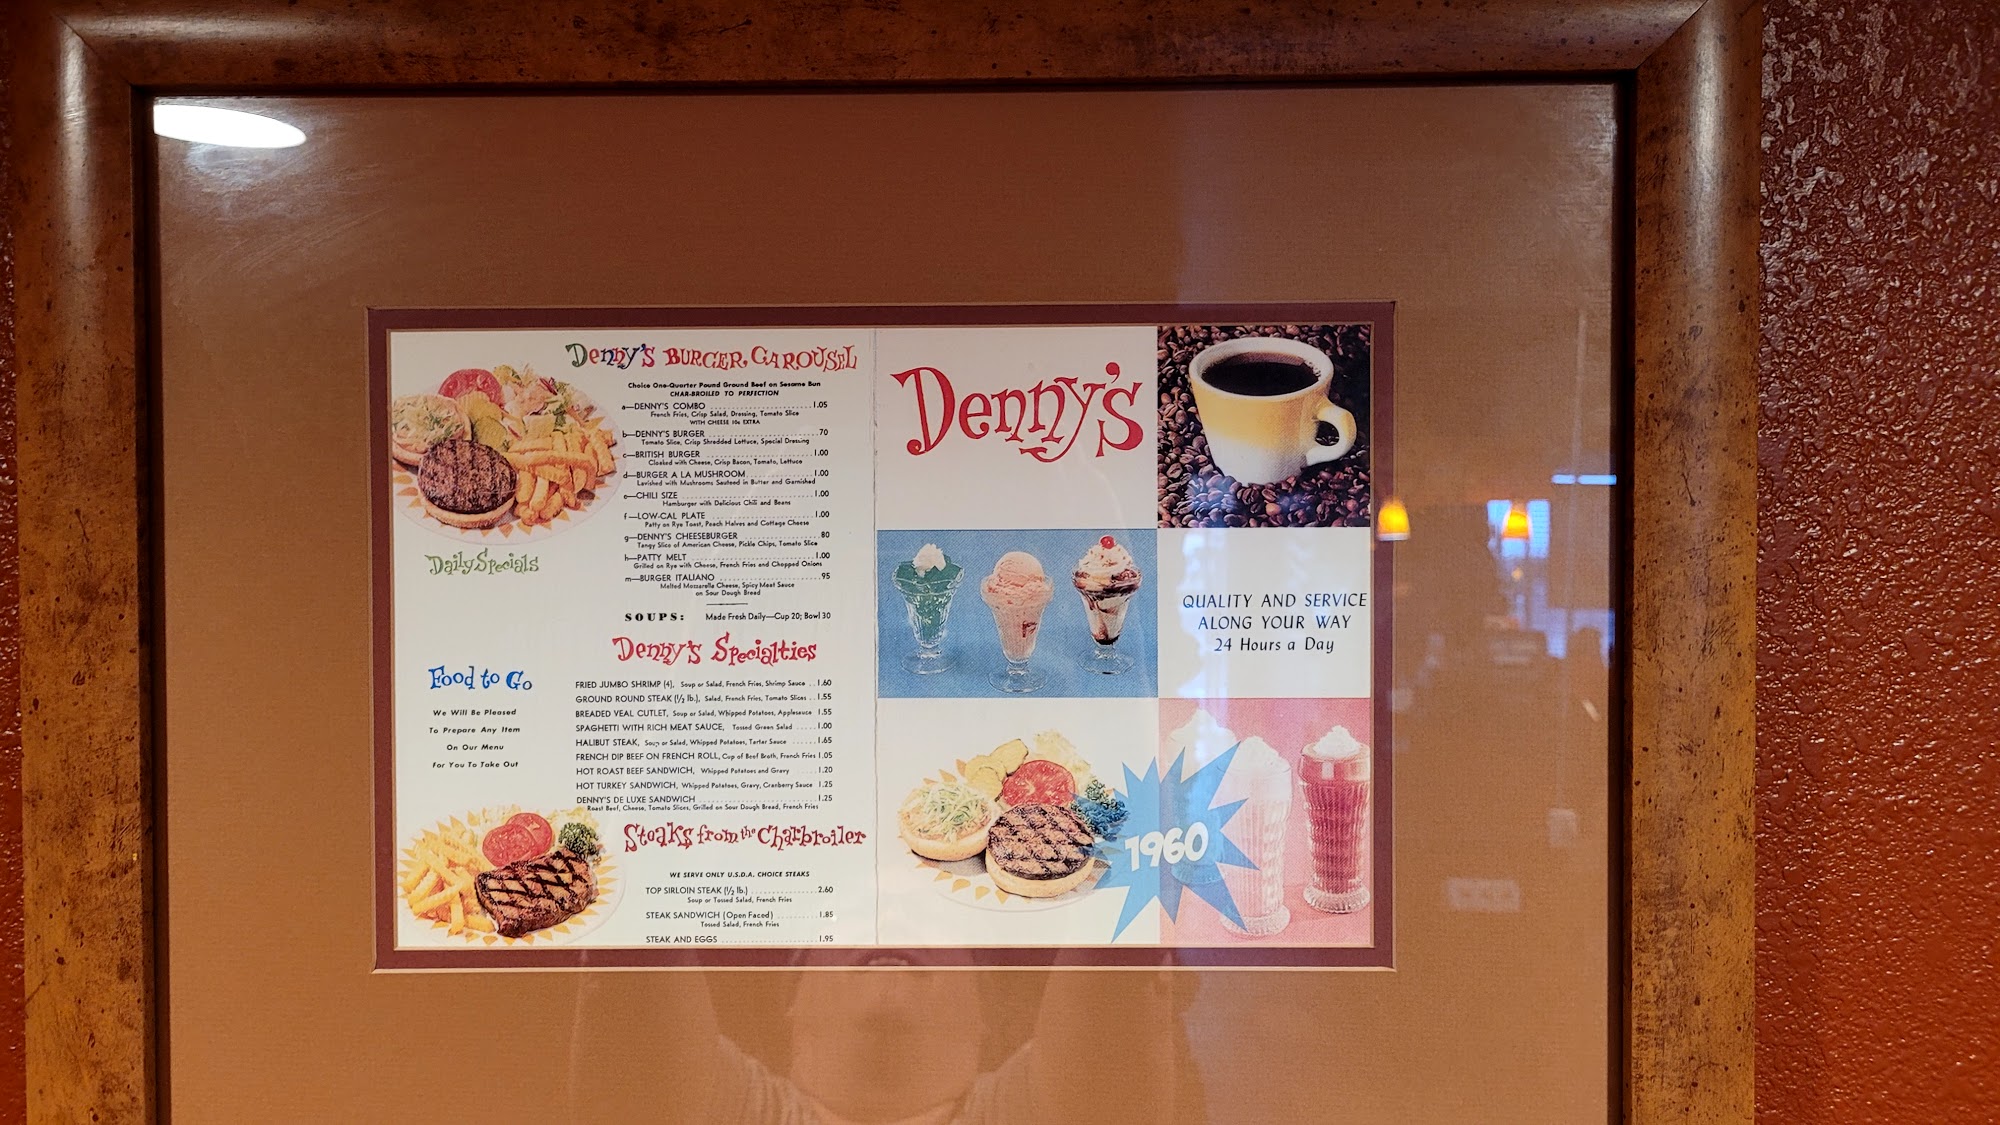 Denny's BURGER CAROUSEL
Choice One-Quarter Pound Ground Beef on Sesame Bun
CHAR-BROILED TO PERFECTION
a—DENNY'S COMBO ........ 1.05
French Fries, Crisp Salad, Dressing, Tomato Slice
WITH CHEESE 10c EXTRA
b—DENNY'S BURGER ........ 70
Tomato Slice, Crisp Shredded Lettuce, Special Dressing
c—BRITISH BURGER ........ 1.00
Cloaked with Cheese, Crisp Bacon, Tomato, Lettuce
d—BURGER A LA MUSHROOM ........ 1.00
Lavished with Mushrooms Sauteed in Butter and Garnished
e—CHILI SIZE ........ 1.00
Hamburger with Delicious Chili and Beans
f—LOW-CAL PLATE ........ 1.00
Patty on Rye Toast, Peach Halves and Cottage Cheese
g—DENNY'S CHEESEBURGER ........ 80
Tangy Slice of American Cheese, Pickle Chips, Tomato Slice
h—PATTY MELT ........ 1.00
Grilled on Rye with Cheese, French Fries and Chopped Onions
m—BURGER ITALIANO ........ 95
Melted Mozzarella Cheese, Spicy Meat Sauce
on Sour Dough Bread
SOUPS: Made Fresh Daily—Cup 20; Bowl 30
Daily Specials
Food to Go
We Will Be Pleased
To Prepare Any Item
On Our Menu
For You To Take Out
Denny's Specialties
FRIED JUMBO SHRIMP (4), Soup or Salad, French Fries, Shrimp Sauce .. 1.60
GROUND ROUND STEAK (1/2 lb.), Salad, French Fries, Tomato Slices .. 1.55
BREADED VEAL CUTLET, Soup or Salad, Whipped Potatoes, Applesauce 1.55
SPAGHETTI WITH RICH MEAT SAUCE, Tossed Green Salad ..... 1.00
HALIBUT STEAK, Soup or Salad, Whipped Potatoes, Tartar Sauce ...... 1.65
FRENCH DIP BEEF ON FRENCH ROLL, Cup of Beef Broth, French Fries 1.05
HOT ROAST BEEF SANDWICH, Whipped Potatoes and Gravy ..... 1.20
HOT TURKEY SANDWICH, Whipped Potatoes, Gravy, Cranberry Sauce 1.25
DENNY'S DE LUXE SANDWICH ........ 1.25
Roast Beef, Cheese, Tomato Slices, Grilled on Sour Dough Bread, French Fries
Steaks from the Charbroiler
WE SERVE ONLY U.S.D.A. CHOICE STEAKS
TOP SIRLOIN STEAK (1/2 lb.) ........ 2.60
Soup or Tossed Salad, French Fries
STEAK SANDWICH (Open Faced) ........ 1.85
Tossed Salad, French Fries
STEAK AND EGGS ........ 1.95
Denny's
QUALITY AND SERVICE
ALONG YOUR WAY
24 Hours a Day
1960